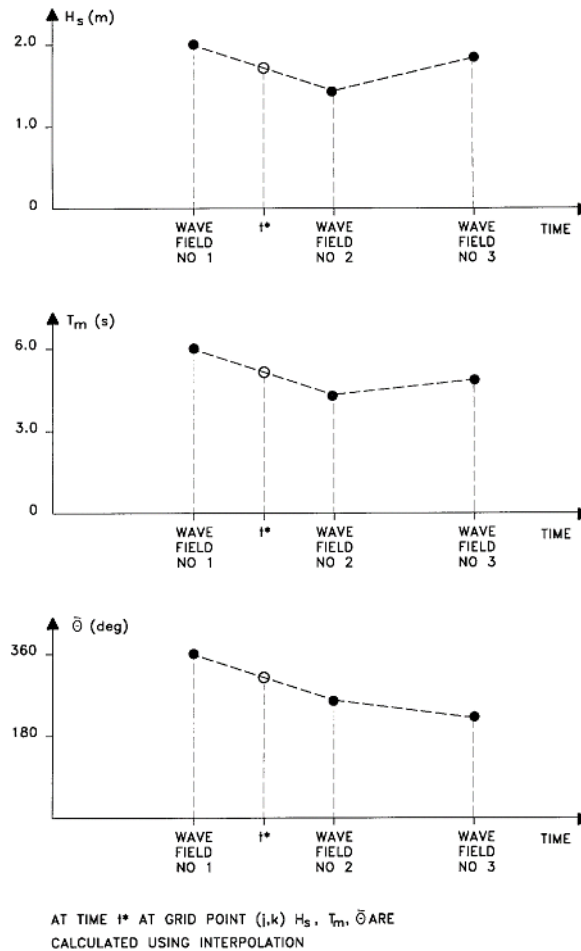 H_s (m)
2.0
1.0
0
WAVE FIELD NO 1
t*
WAVE FIELD NO 2
WAVE FIELD NO 3
TIME
T_m (s)
6.0
3.0
0
WAVE FIELD NO 1
t*
WAVE FIELD NO 2
WAVE FIELD NO 3
TIME
Θ̄ (deg)
360
180
WAVE FIELD NO 1
t*
WAVE FIELD NO 2
WAVE FIELD NO 3
TIME
AT TIME t* AT GRID POINT (j,k) H_s, T_m, Θ̄ ARE
CALCULATED USING INTERPOLATION